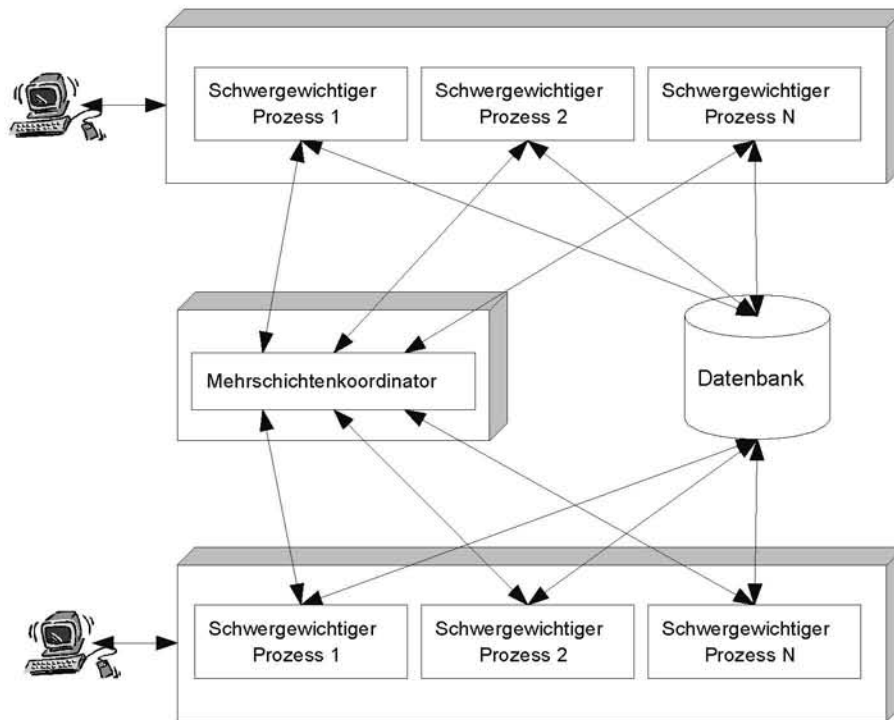 Schwergewichtiger
Prozess 1
Schwergewichtiger
Prozess 2
Schwergewichtiger
Prozess N
Mehrschichtenkoordinator
Datenbank
Schwergewichtiger
Prozess 1
Schwergewichtiger
Prozess 2
Schwergewichtiger
Prozess N